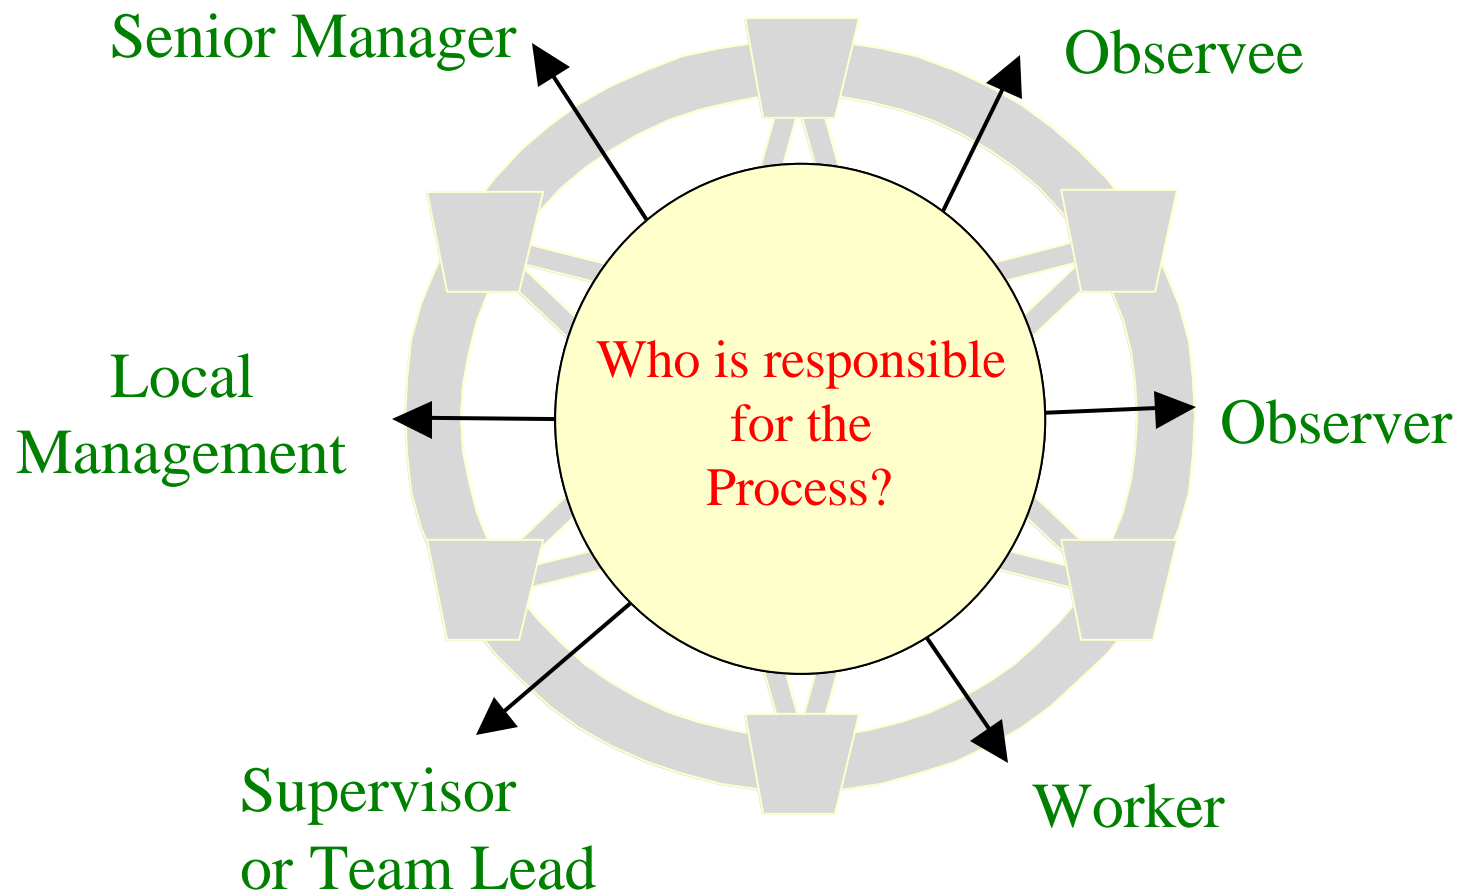 Senior Manager
Observee
Local
Management
Who is responsible
for the
Process?
Observer
Supervisor
or Team Lead
Worker